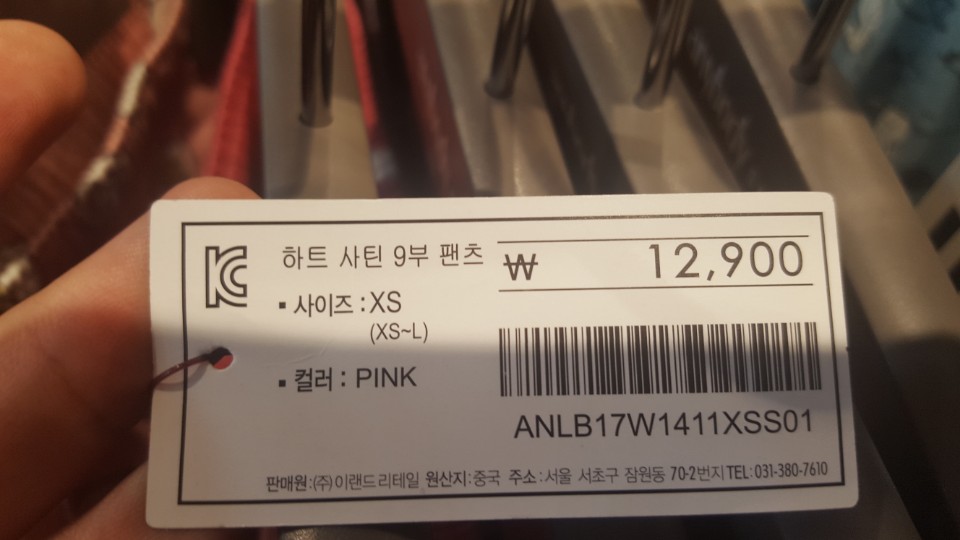 KC
하트 사틴 9부 팬츠
₩ 12,900
▪ 사이즈 : XS
(XS~L)
▪ 컬러 : PINK
ANLB17W1411XSS01
판매원:(주)이랜드리테일 원산지:중국 주소:서울 서초구 잠원동 70-2번지 TEL:031-380-7610